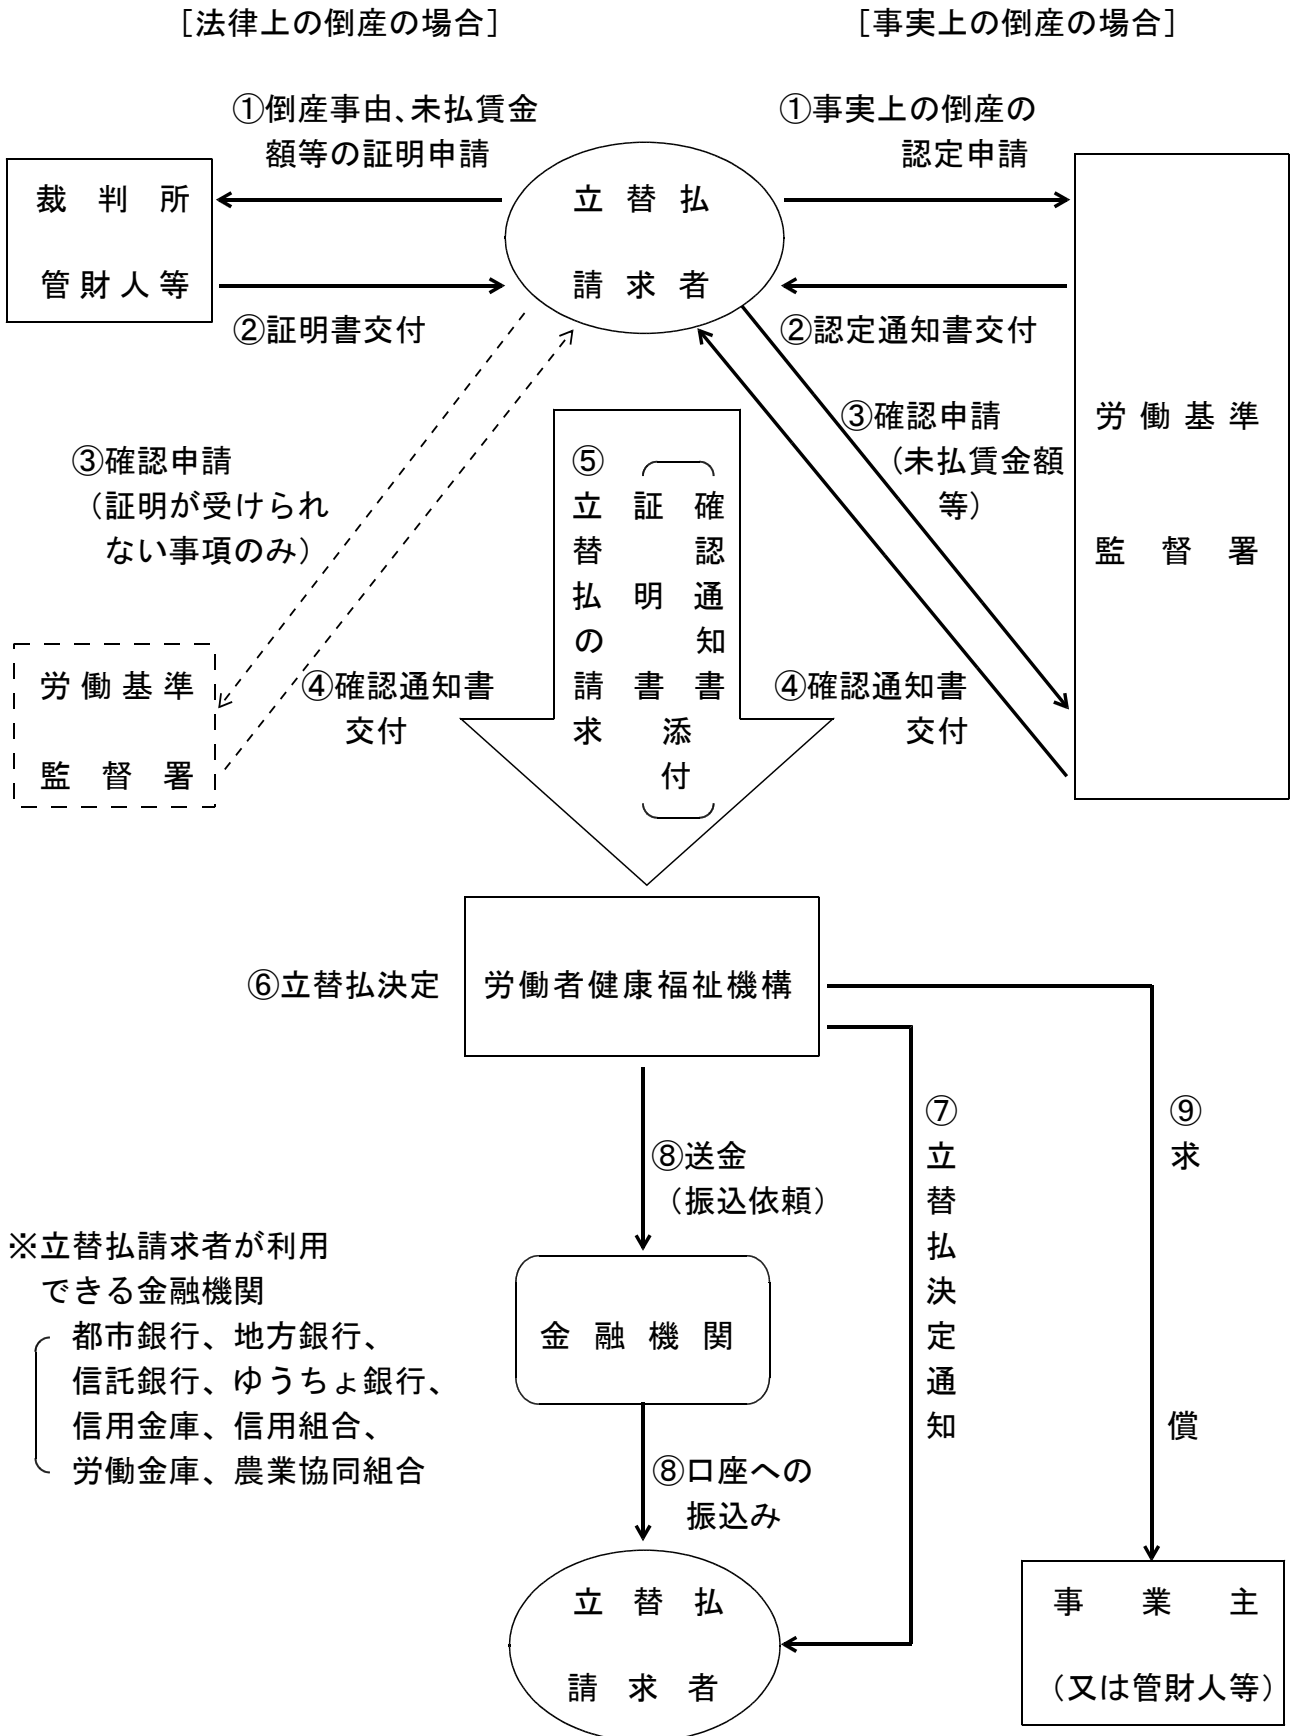 [法律上の倒産の場合]
[事実上の倒産の場合]
①倒産事由、未払賃金
額等の証明申請
①事実上の倒産の
認定申請
裁判所
管財人等
立替払
請求者
②証明書交付
②認定通知書交付
労働基準
監督署
③確認申請
(証明が受けられ
ない事項のみ)
③確認申請
(未払賃金額
等)
⑤立替払の請求
確認通知書
証明書
添付
労働基準
監督署
④確認通知書
交付
④確認通知書
交付
⑥立替払決定
労働者健康福祉機構
⑧送金
(振込依頼)
⑦立替払決定通知
⑨求償
※立替払請求者が利用
できる金融機関
都市銀行、地方銀行、
信託銀行、ゆうちょ銀行、
信用金庫、信用組合、
労働金庫、農業協同組合
金融機関
⑧口座への
振込み
立替払
請求者
事業主
(又は管財人等)